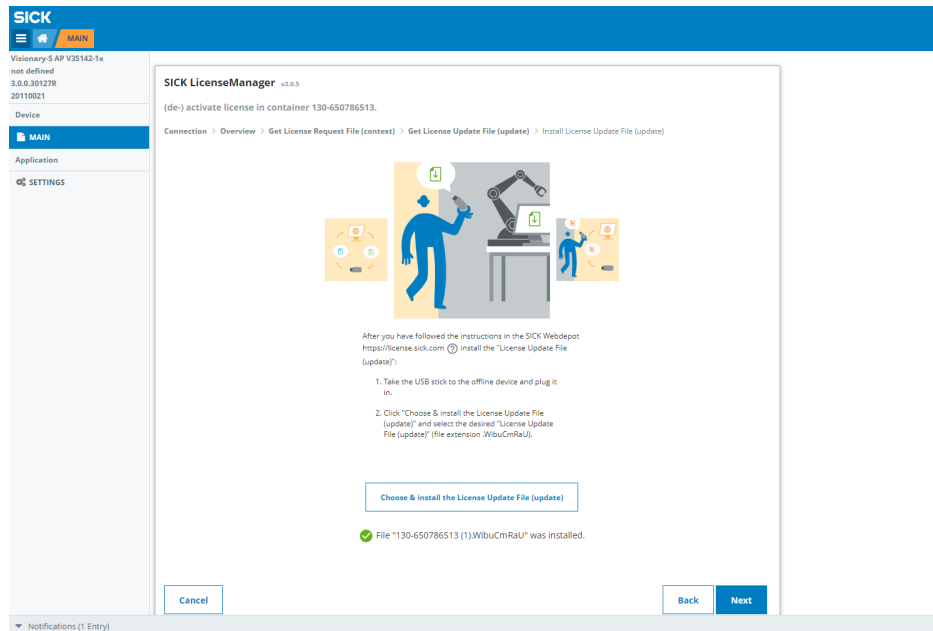 SICK
MAIN
Visionary-S AP V3S142-1x
not defined
3.0.0.30127R
20110021
Device
MAIN
Application
SETTINGS
SICK LicenseManager v2.0.5
(de-) activate license in container 130-650786513.
Connection > Overview > Get License Request File (context) > Get License Update File (update) > Install License Update File (update)
After you have followed the instructions in the SICK Webdepot
https://license.sick.com ? install the "License Update File
(update)":
1. Take the USB stick to the offline device and plug it
in.
2. Click "Choose & install the License Update File
(update)" and select the desired "License Update
File (update)" (file extension .WibuCmRaU).
Choose & install the License Update File (update)
File "130-650786513 (1).WibuCmRaU" was installed.
Cancel
Back
Next
Notifications (1 Entry)